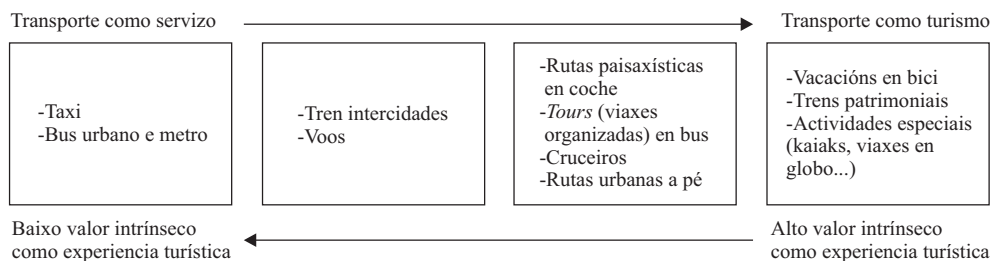 Transporte como servizo
Transporte como turismo
-Taxi
-Bus urbano e metro
-Tren intercidades
-Voos
-Rutas paisaxísticas
en coche
-Tours (viaxes
organizadas) en bus
-Cruceiros
-Rutas urbanas a pé
-Vacacións en bici
-Trens patrimoniais
-Actividades especiais
(kaiaks, viaxes en
globo...)
Baixo valor intrínseco
como experiencia turística
Alto valor intrínseco
como experiencia turística